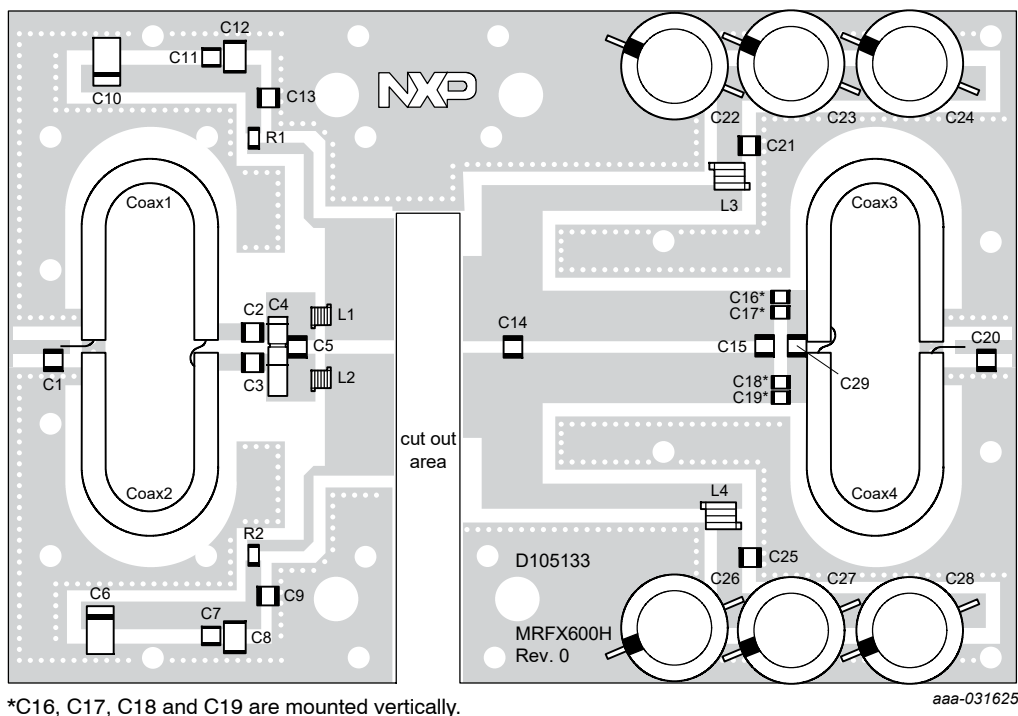 C12
C11
C10
C13
R1
NXP
C22
C23
C24
C21
L3
Coax1
Coax3
C2
C4
L1
C16*
C17*
C14
C5
C15
C20
C1
C3
L2
C18*
C19*
C29
cut out
area
Coax2
Coax4
L4
R2
D105133
C25
C6
C9
C26
C27
C28
C7
C8
MRFX600H
Rev. 0
*C16, C17, C18 and C19 are mounted vertically.
aaa-031625